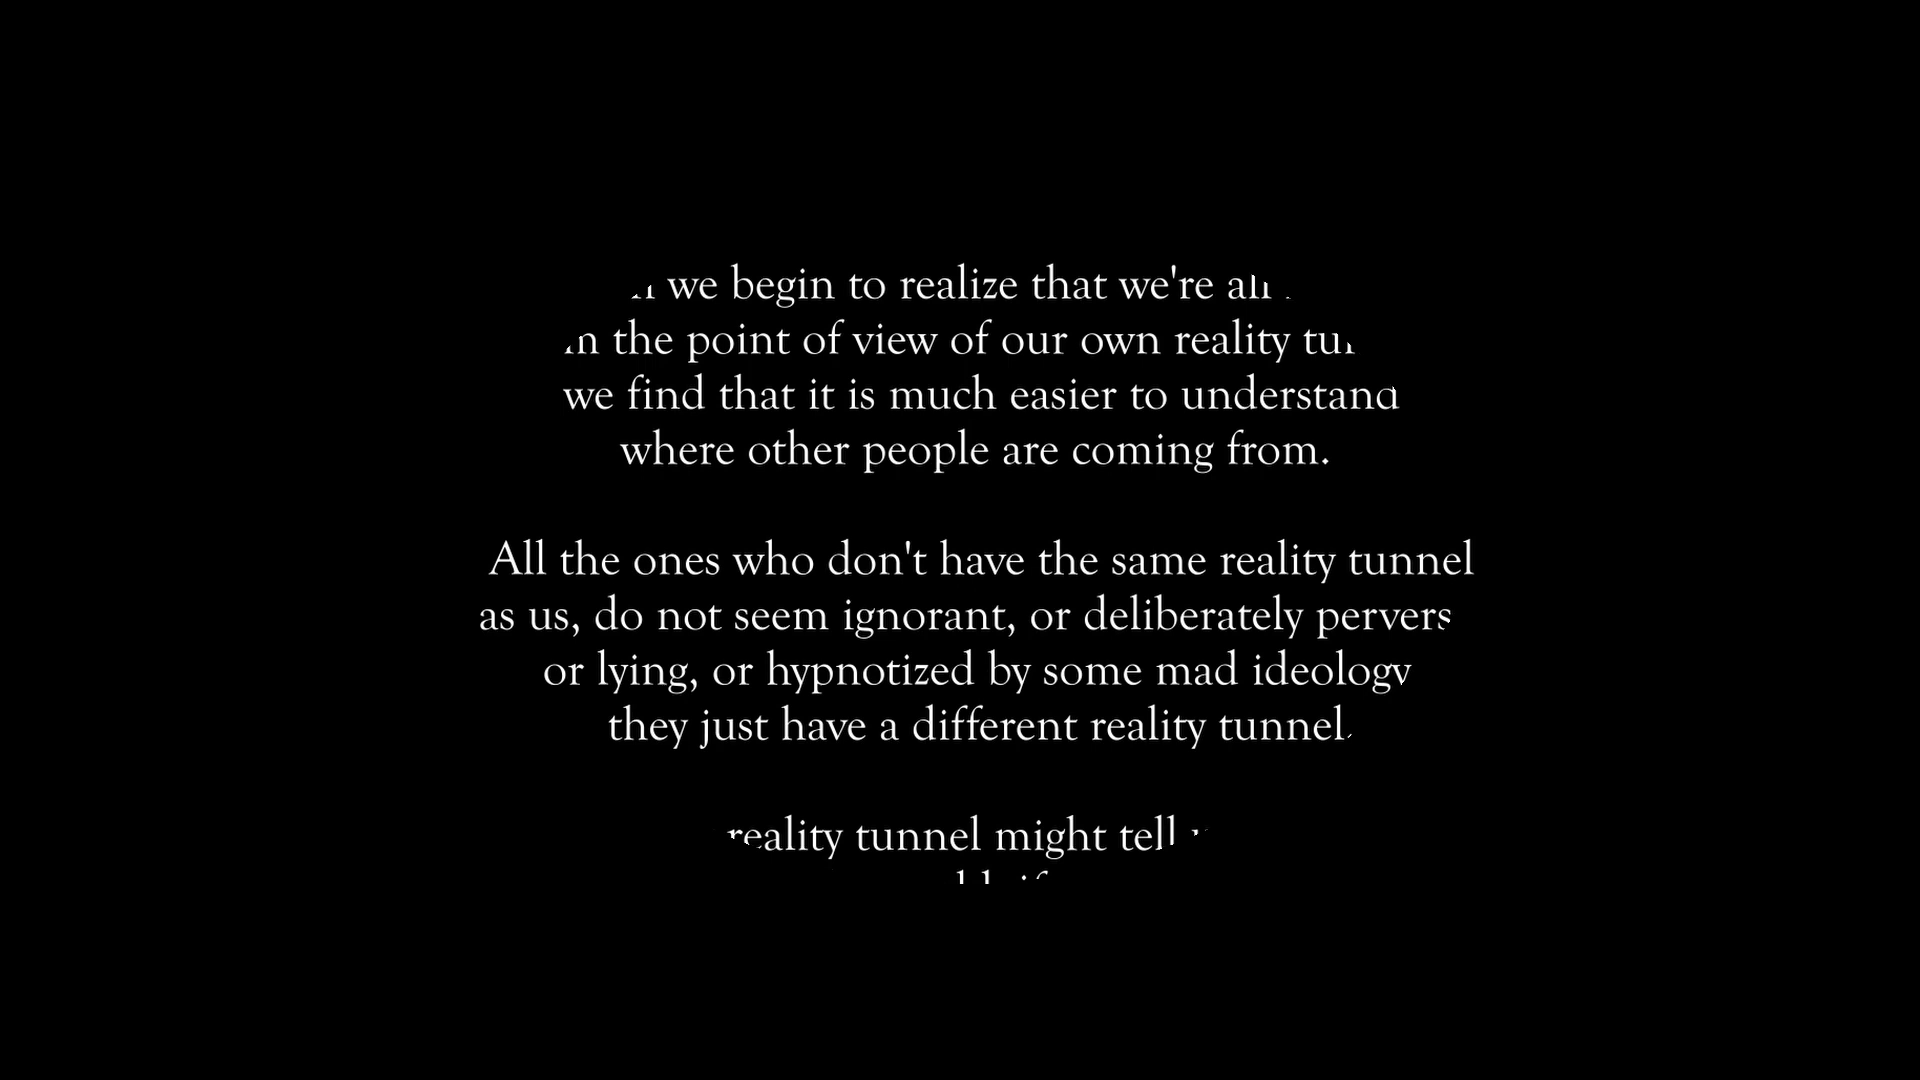 we begin to realize that we're
the point of view of our own reality
we find that it is much easier to understand
where other people are coming from.
All the ones who don't have the same reality tunnel
as us, do not seem ignorant, or deliberately pervers
or lying, or hypnotized by some mad ideology
they just have a different reality tunnel.
reality tunnel might tell